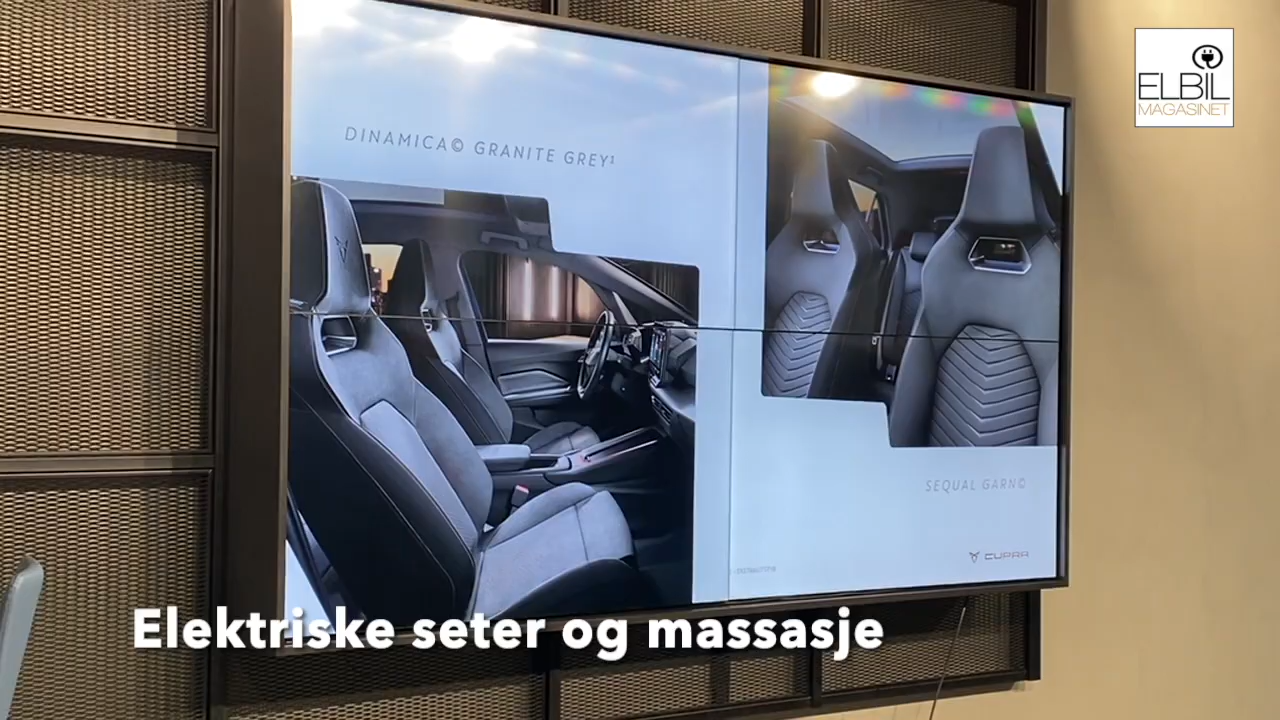 ELBIL
MAGASINET
DINAMICA© GRANITE GREY¹
SEQUAL GARN©
CUPRA
Elektriske seter og massasje